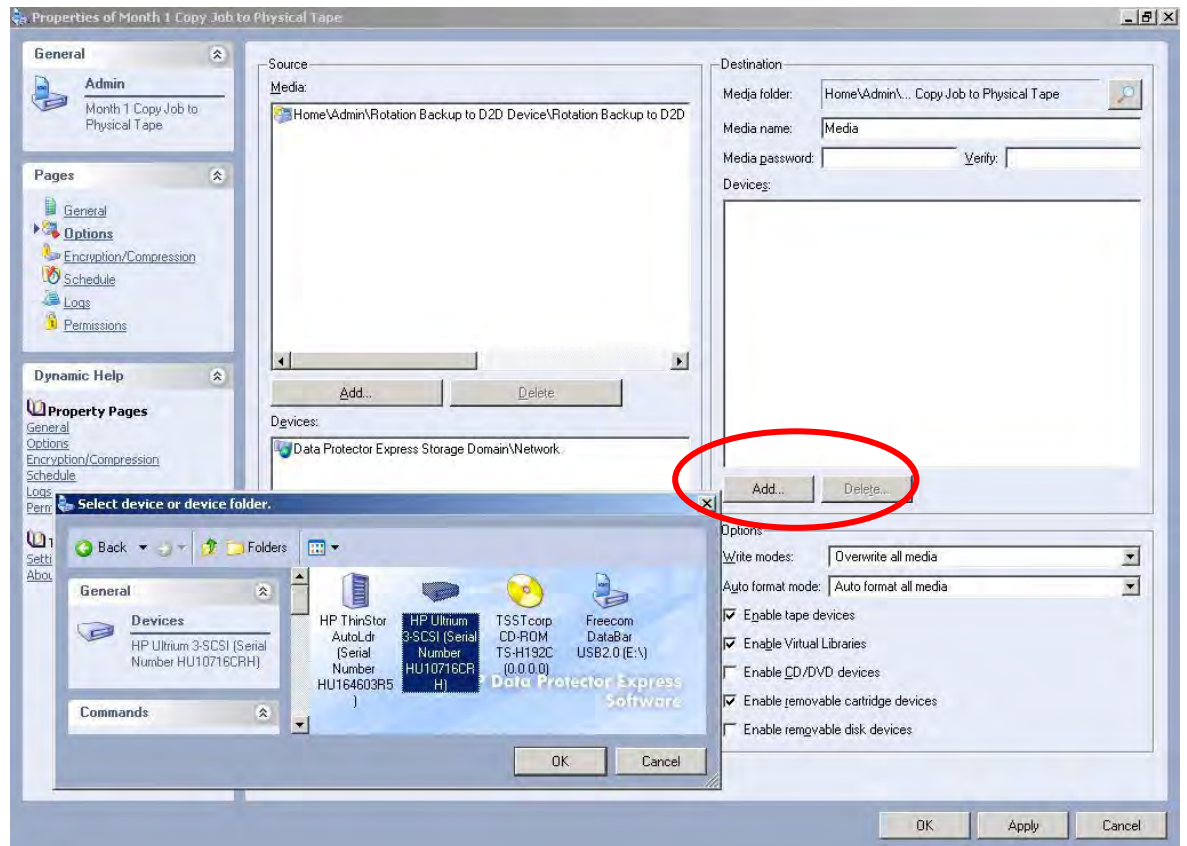 Properties of Month 1 Copy Job to Physical Tape
General
Admin
Month 1 Copy Job to
Physical Tape
Pages
General
Options
Encryption/Compression
Schedule
Logs
Permissions
Dynamic Help
Property Pages
General
Options
Encryption/Compression
Schedule
Logs
Perm
Setti
Abou
Source
Media:
Home\Admin\Rotation Backup to D2D Device\Rotation Backup to D2D
Add...
Delete
Devices:
Data Protector Express Storage Domain\Network
Destination
Media folder:
Home\Admin\... Copy Job to Physical Tape
Media name:
Media
Media password:
Verify:
Devices:
Add...
Delete...
Options
Write modes:
Overwrite all media
Auto format mode:
Auto format all media
Enable tape devices
Enable Virtual Libraries
Enable CD/DVD devices
Enable removable cartridge devices
Enable removable disk devices
Select device or device folder.
Back
Folders
General
Devices
HP Ultrium 3-SCSI (Serial
Number HU10716CRH)
Commands
HP ThinStor
AutoLdr
(Serial
Number
HU164603R5
)
HP Ultrium
3-SCSI (Serial
Number
HU10716CR
H)
TSSTcorp
CD-ROM
TS-H192C
(0.0.0.0)
Freecom
DataBar
USB2.0 (E:\)
Data Protector Express
Software
OK
Cancel
OK
Apply
Cancel